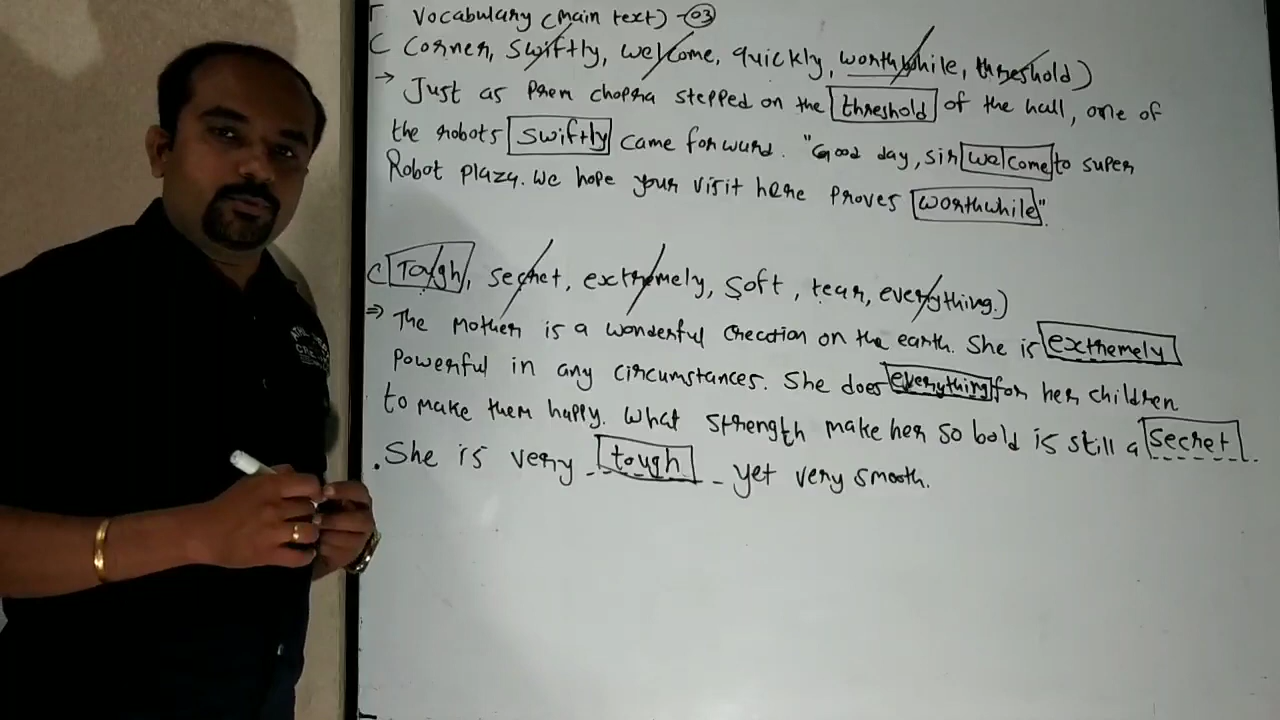 Vocabulary (main text) - 03
( Corner, swiftly, welcome, quickly, worthwhile, threshold )
→ Just as Prem chopra stepped on the threshold of the hall, one of
the robots swiftly came forward. "Good day, sir welcome to super
Robot plaza. We hope your visit here proves worthwhile".
( Tough, secret, extremely, soft, tear, everything.)
⇒ The Mother is a wonderful creation on the earth. She is extremely
powerful in any circumstances. She does everything for her children
to make them happy. What strength make her so bold is still a secret.
. She is very tough yet very smooth.